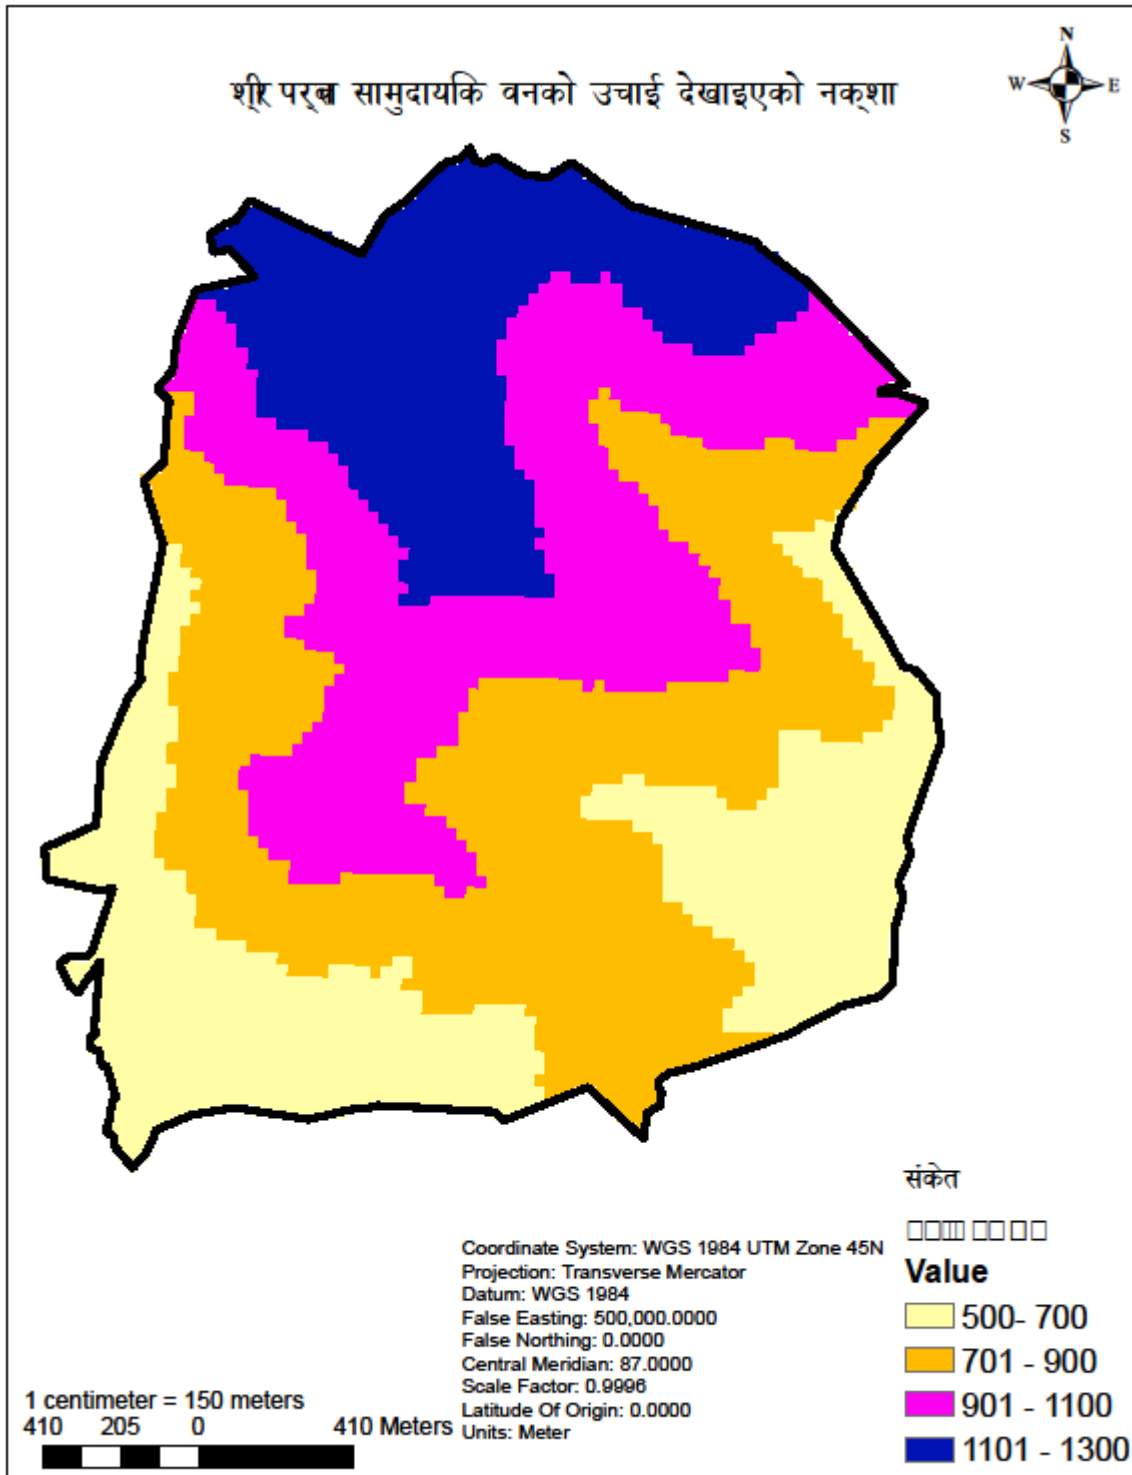 N
W E
S
सामुदायकि वनको उचाई देखाइएको नक्शा
संकेत
Value
500- 700
701 - 900
901 - 1100
1101 - 1300
Coordinate System: WGS 1984 UTM Zone 45N
Projection: Transverse Mercator
Datum: WGS 1984
False Easting: 500,000.0000
False Northing: 0.0000
Central Meridian: 87.0000
Scale Factor: 0.9996
Latitude Of Origin: 0.0000
Units: Meter
1 centimeter = 150 meters
410 205 0 410 Meters